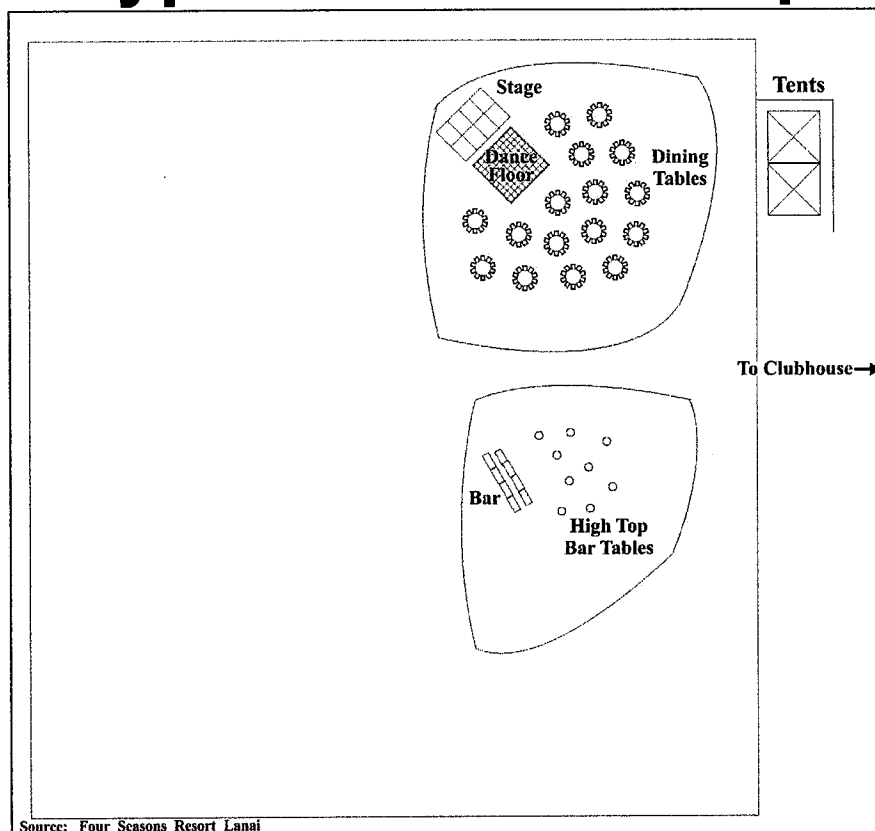 Stage
Tents
Dance
Floor
Dining
Tables
To Clubhouse
Bar
High Top
Bar Tables
Source: Four Seasons Resort Lanai